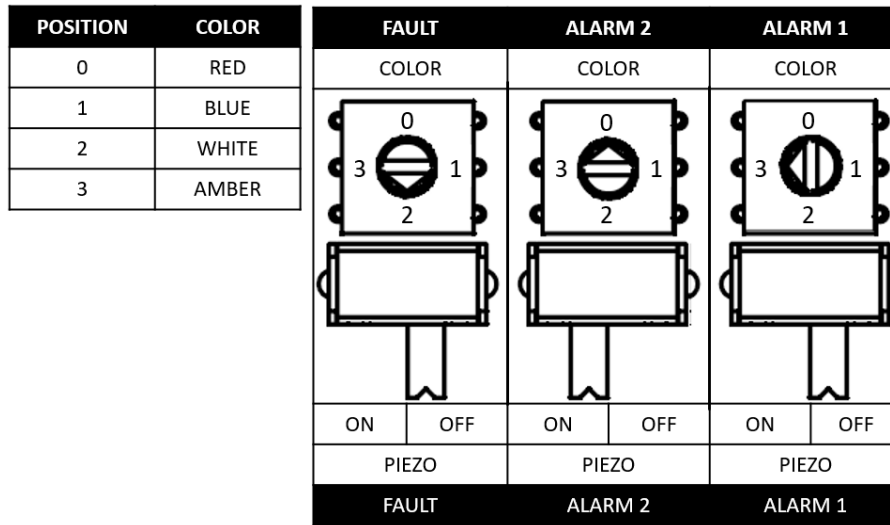 POSITION COLOR
0 RED
1 BLUE
2 WHITE
3 AMBER
FAULT ALARM 2 ALARM 1
COLOR COLOR COLOR
0 0 0
3 1 3 1 3 1
2 2 2
ON OFF ON OFF ON OFF
PIEZO PIEZO PIEZO
FAULT ALARM 2 ALARM 1